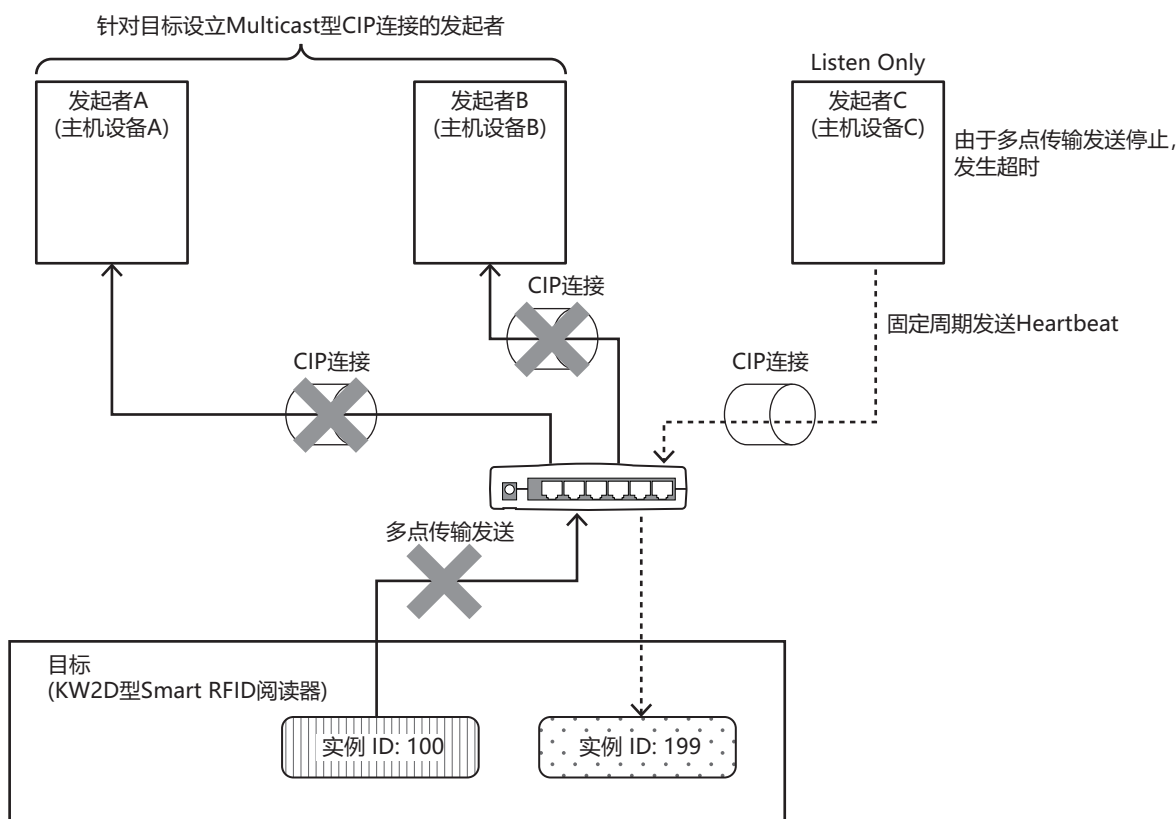 针对目标设立Multicast型CIP连接的发起者
Listen Only
发起者A
(主机设备A)
发起者B
(主机设备B)
发起者C
(主机设备C)
由于多点传输发送停止,
发生超时
CIP连接
固定周期发送Heartbeat
CIP连接
CIP连接
多点传输发送
目标
(KW2D型Smart RFID阅读器)
实例 ID: 100
实例 ID: 199